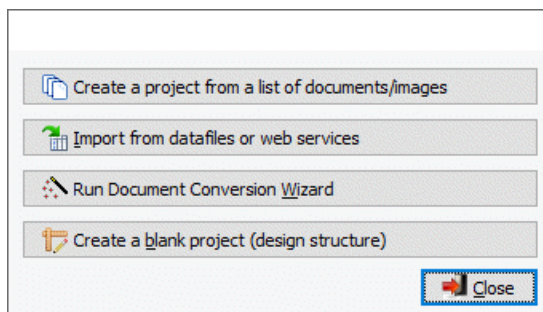 Create a project from a list of documents/images
Import from datafiles or web services
Run Document Conversion Wizard
Create a blank project (design structure)
Close